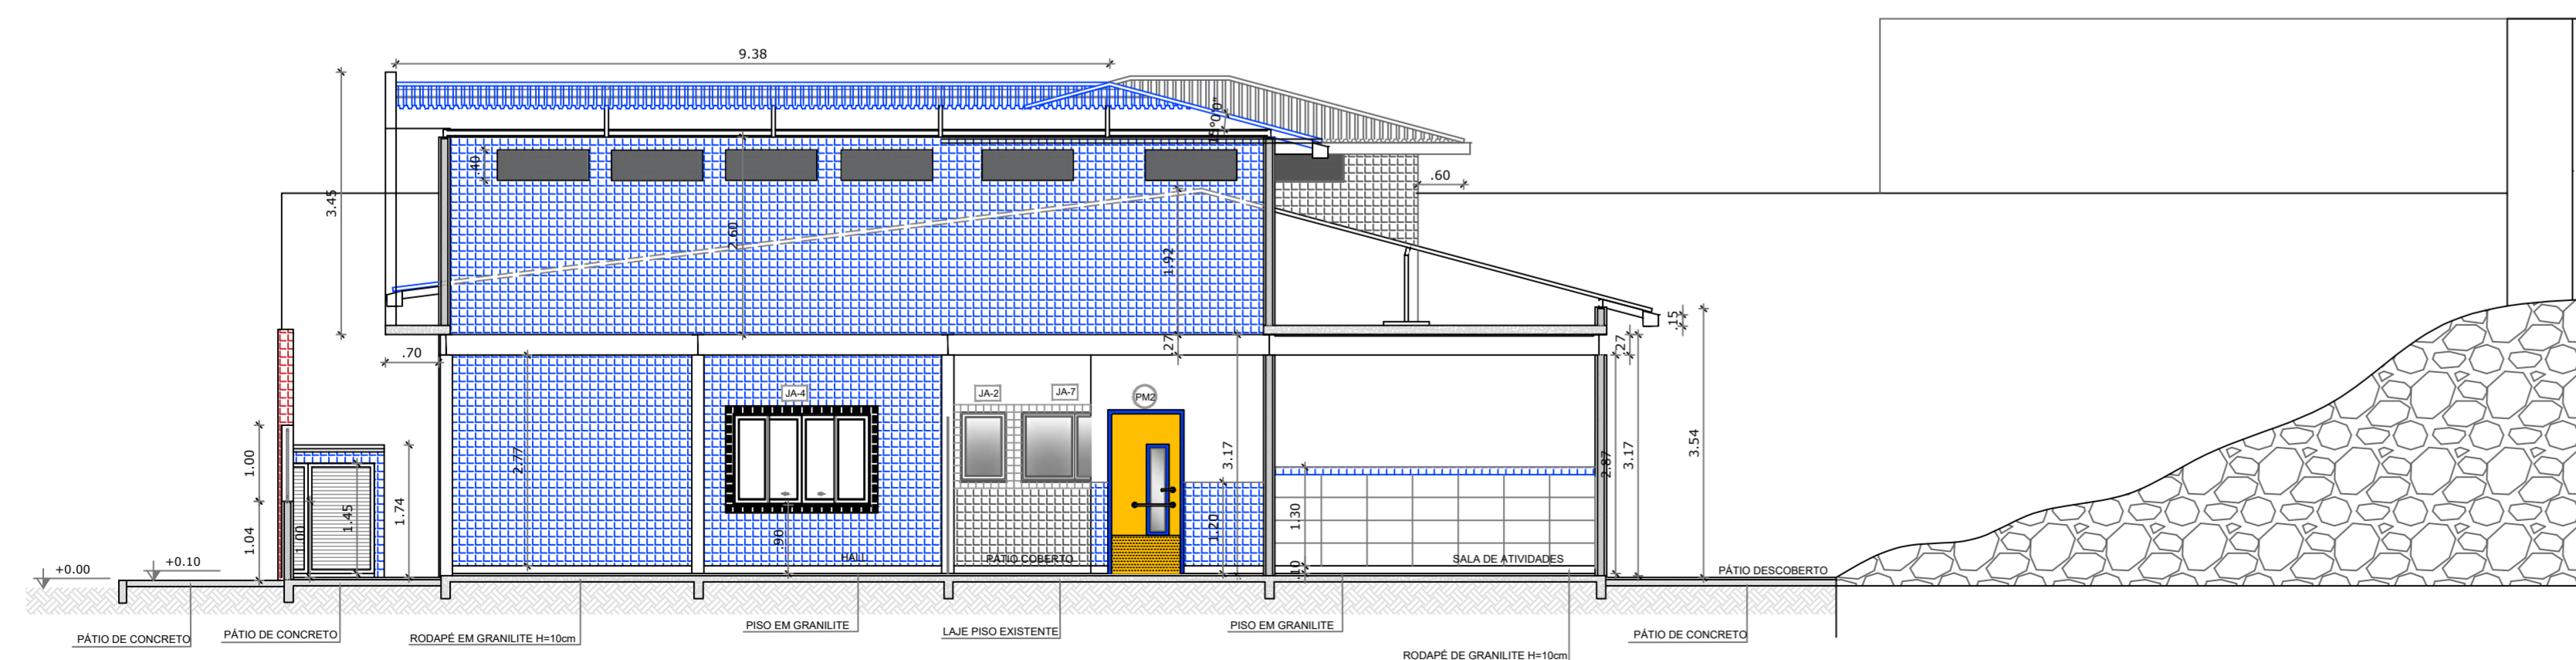 9.38
15°0'0"
.40
3.45
.60
2.60
1.92
.15
.27
.27
.70
JA-4
JA-2
JA-7
PM2
2.77
3.17
2.87
3.17
3.54
1.00
1.04
1.00
1.45
1.74
.90
1.20
1.30
.10
HALL
PÁTIO COBERTO
SALA DE ATIVIDADES
+0.00
+0.10
PÁTIO DESCOBERTO
PÁTIO DE CONCRETO
PÁTIO DE CONCRETO
RODAPÉ EM GRANILITE H=10cm
PISO EM GRANILITE
LAJE PISO EXISTENTE
PISO EM GRANILITE
RODAPÉ DE GRANILITE H=10cm
PÁTIO DE CONCRETO